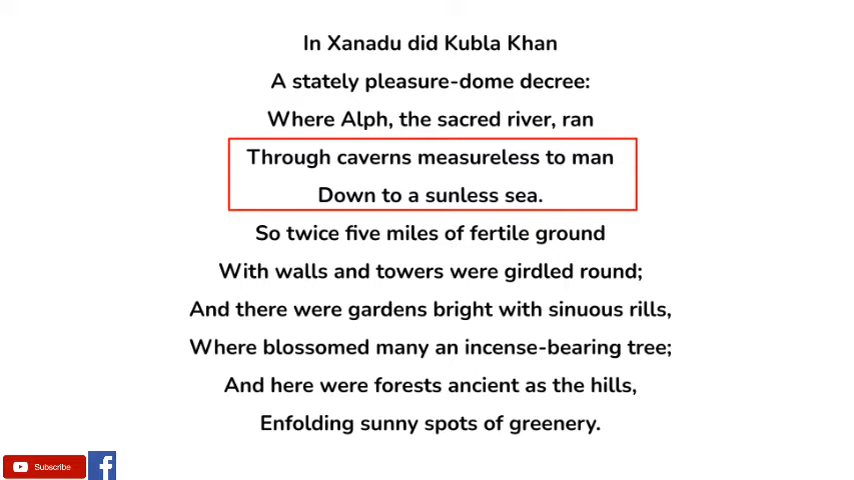 In Xanadu did Kubla Khan
A stately pleasure-dome decree:
Where Alph, the sacred river, ran
Through caverns measureless to man
Down to a sunless sea.
So twice five miles of fertile ground
With walls and towers were girdled round;
And there were gardens bright with sinuous rills,
Where blossomed many an incense-bearing tree;
And here were forests ancient as the hills,
Enfolding sunny spots of greenery.
Subscribe